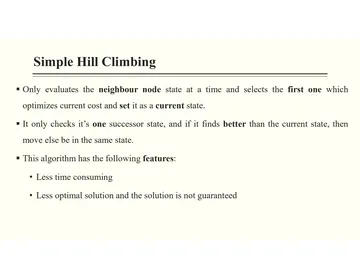 Simple Hill Climbing
▪ Only evaluates the neighbour node state at a time and selects the first one which
optimizes current cost and set it as a current state.
▪ It only checks it's one successor state, and if it finds better than the current state, then
move else be in the same state.
▪ This algorithm has the following features:
• Less time consuming
• Less optimal solution and the solution is not guaranteed